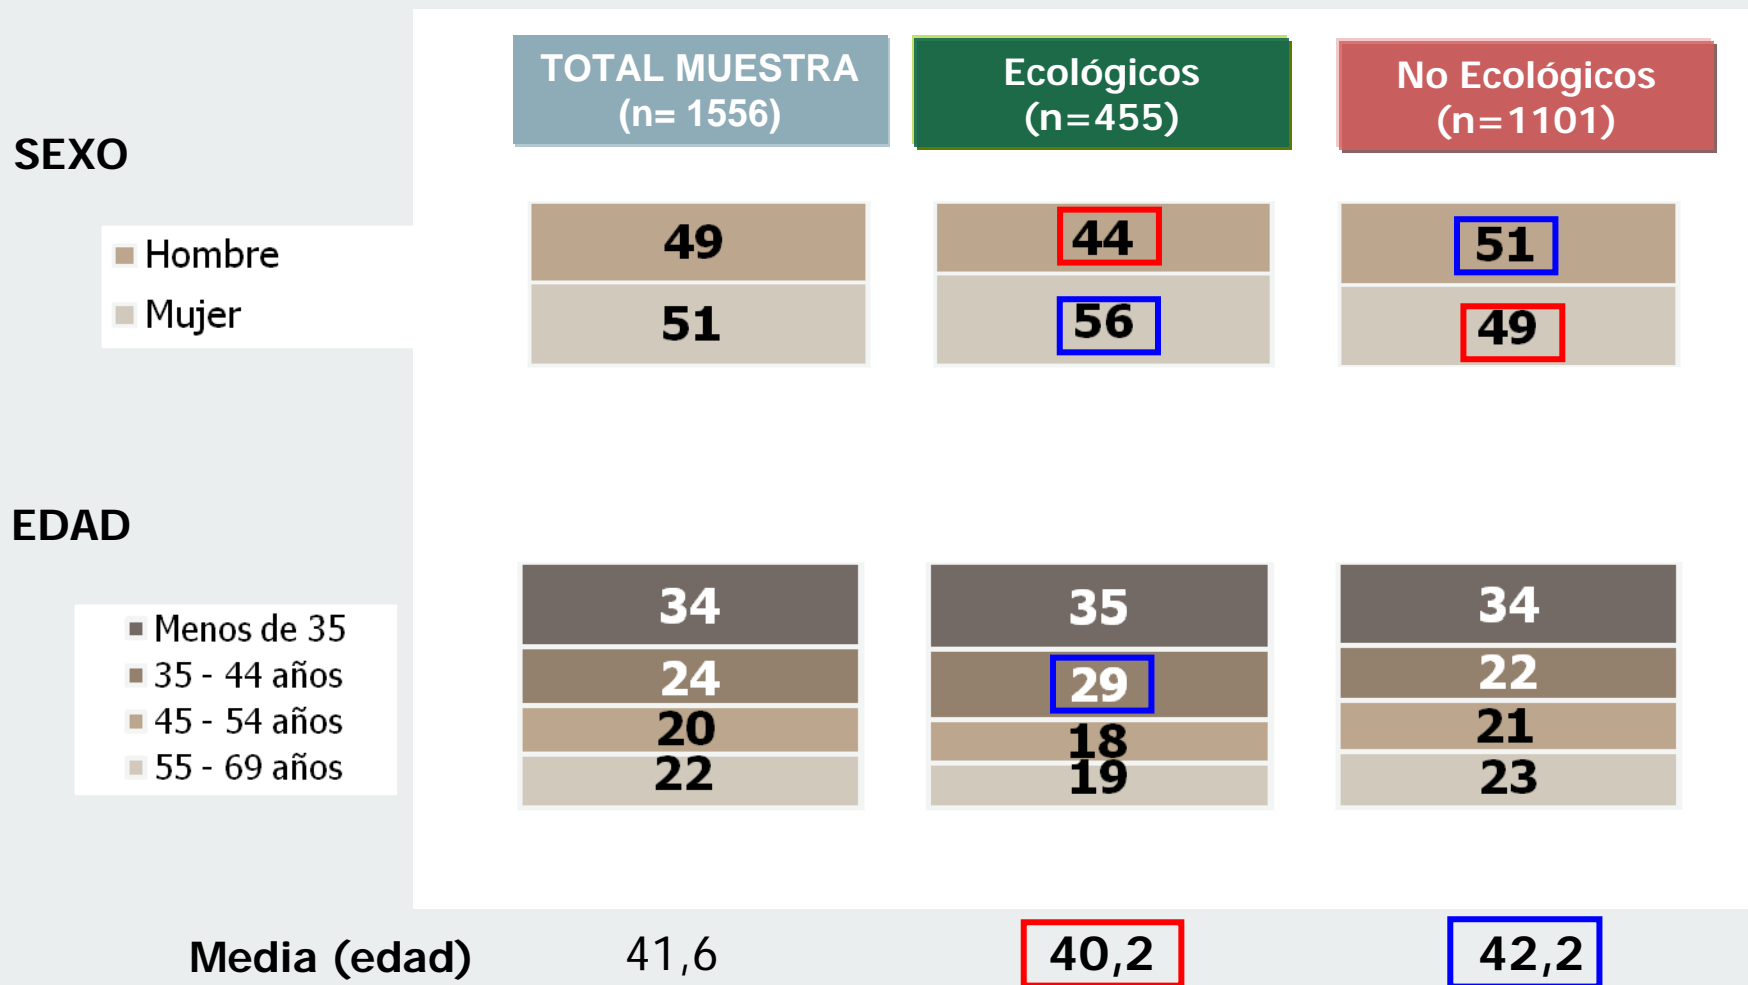 TOTAL MUESTRA
(n= 1556)
Ecológicos
(n=455)
No Ecológicos
(n=1101)
SEXO
Hombre
Mujer
49
44
51
51
56
49
EDAD
Menos de 35
35 - 44 años
45 - 54 años
55 - 69 años
34
35
34
24
29
22
20
18
21
22
19
23
Media (edad)
41,6
40,2
42,2